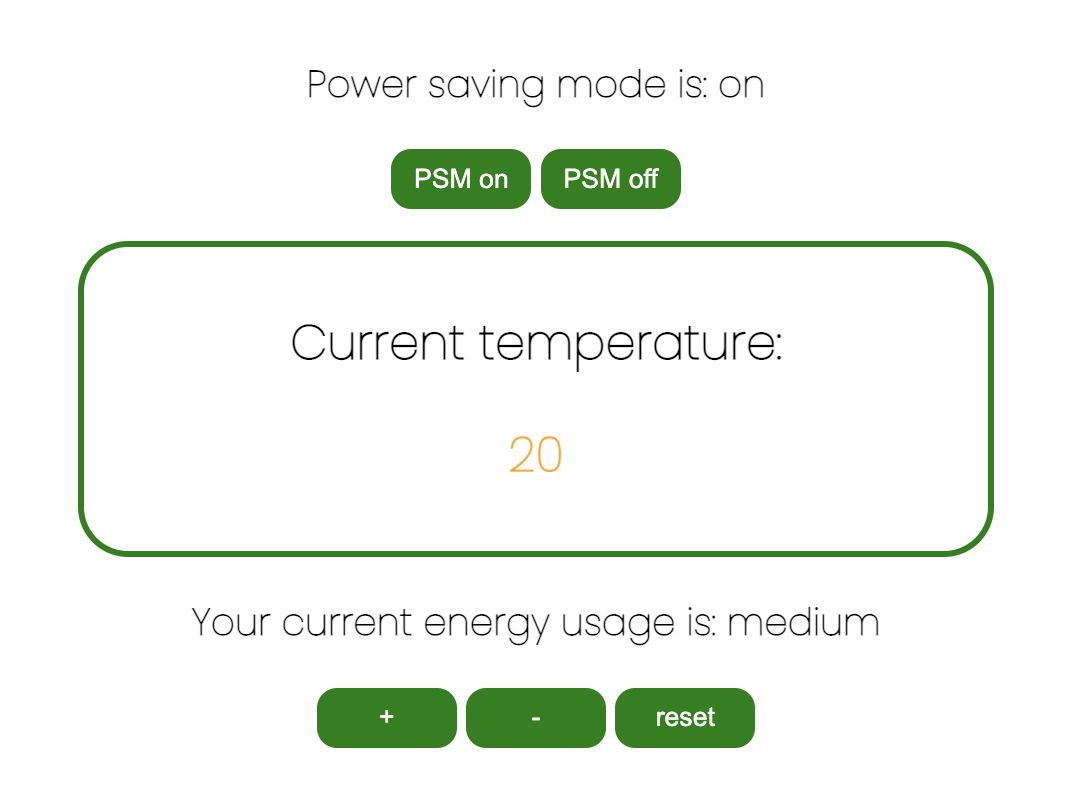 Power saving mode is: on
PSM on PSM off
Current temperature:
20
Your current energy usage is: medium
+ - reset